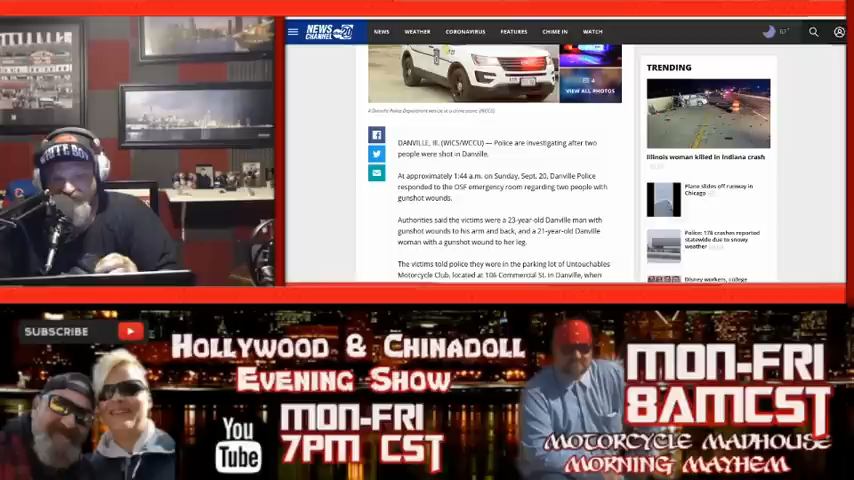 WHITE BOY
NEWS
CHANNEL 20
NEWS
WEATHER
CORONAVIRUS
FEATURES
CHIME IN
WATCH
VIEW ALL PHOTOS
DANVILLE, Ill. (WICS/WCCU) — Police are investigating after two
people were shot in Danville.
At approximately 1:44 a.m. on Sunday, Sept. 20, Danville Police
responded to the OSF emergency room regarding two people with
gunshot wounds.
Authorities said the victims were a 23-year-old Danville man with
gunshot wounds to his arm and back, and a 21-year-old Danville
woman with a gunshot wound to her leg.
The victims told police they were in the parking lot of Untouchables
Motorcycle Club, located at 106 Commercial St. in Danville, when
TRENDING
Illinois woman killed in Indiana crash
Plane slides off runway in
Chicago
Police: 178 crashes reported
statewide due to snowy
weather
Disney workers, college
SUBSCRIBE
HOLLYWOOD & CHINADOLL
EVENING SHOW
You
Tube
MON-FRI
7PM CST
MON-FRI
8AMCST
MOTORCYCLE MADHOUSE
MORNING MAYHEM